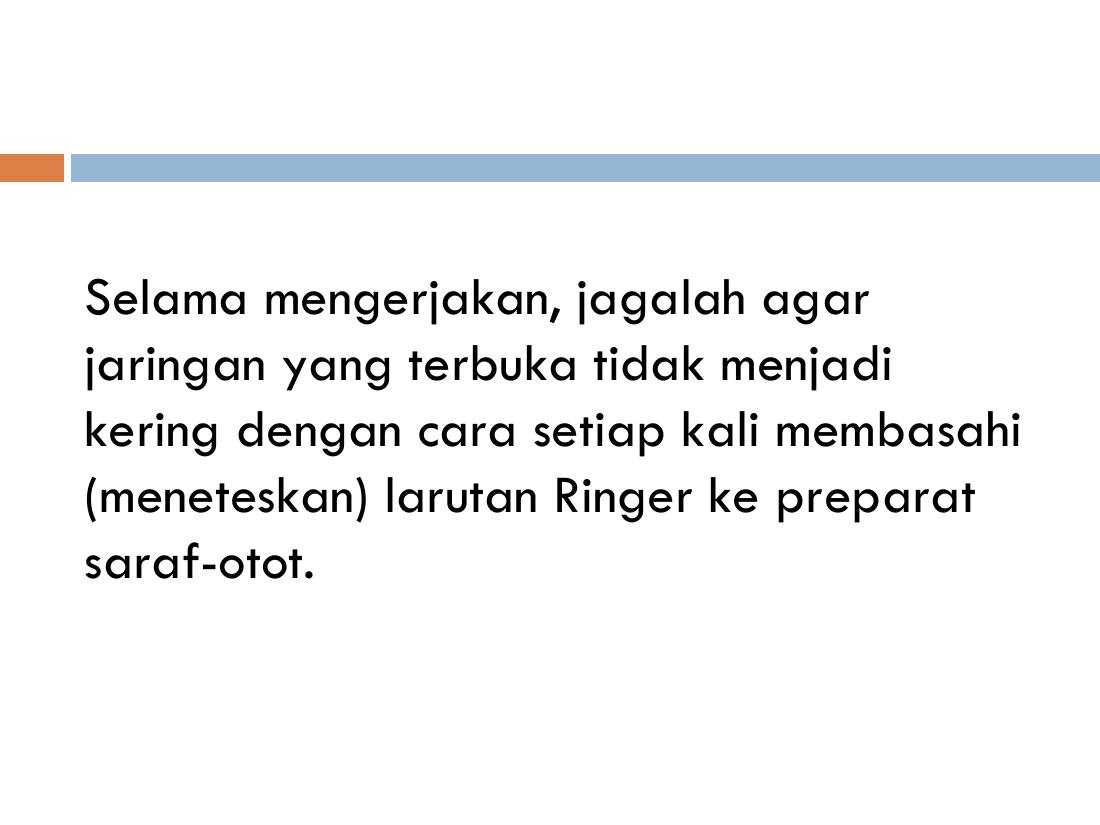 Selama mengerjakan, jagalah agar
jaringan yang terbuka tidak menjadi
kering dengan cara setiap kali membasahi
(meneteskan) larutan Ringer ke preparat
saraf-otot.